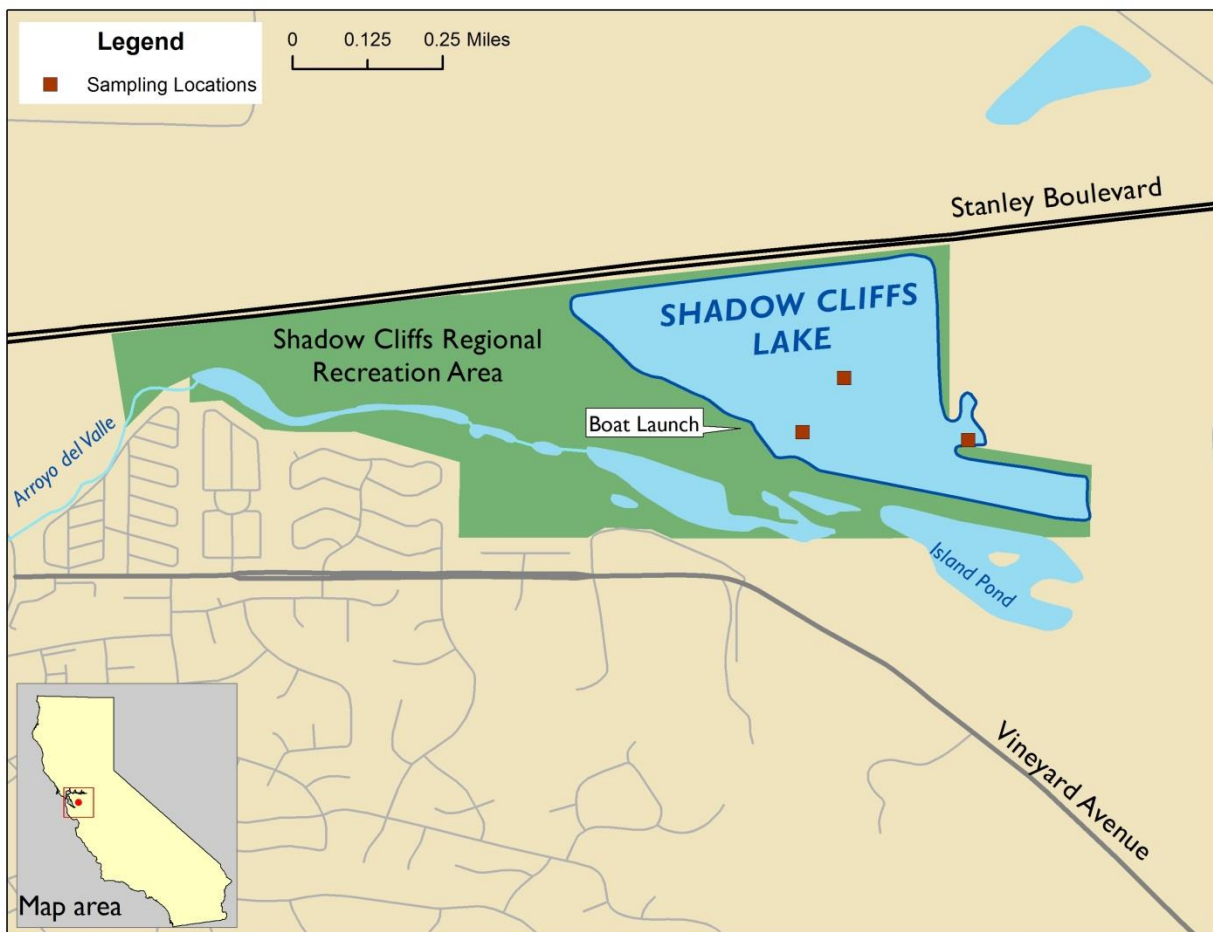 Legend
Sampling Locations
0 0.125 0.25 Miles
Stanley Boulevard
SHADOW CLIFFS
LAKE
Shadow Cliffs Regional
Recreation Area
Boat Launch
Arroyo del Valle
Island Pond
Vineyard Avenue
Map area